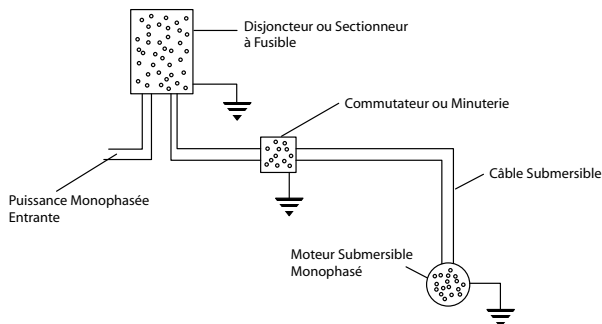 Disjoncteur ou Sectionneur
à Fusible
Commutateur ou Minuterie
Câble Submersible
Puissance Monophasée
Entrante
Moteur Submersible
Monophasé